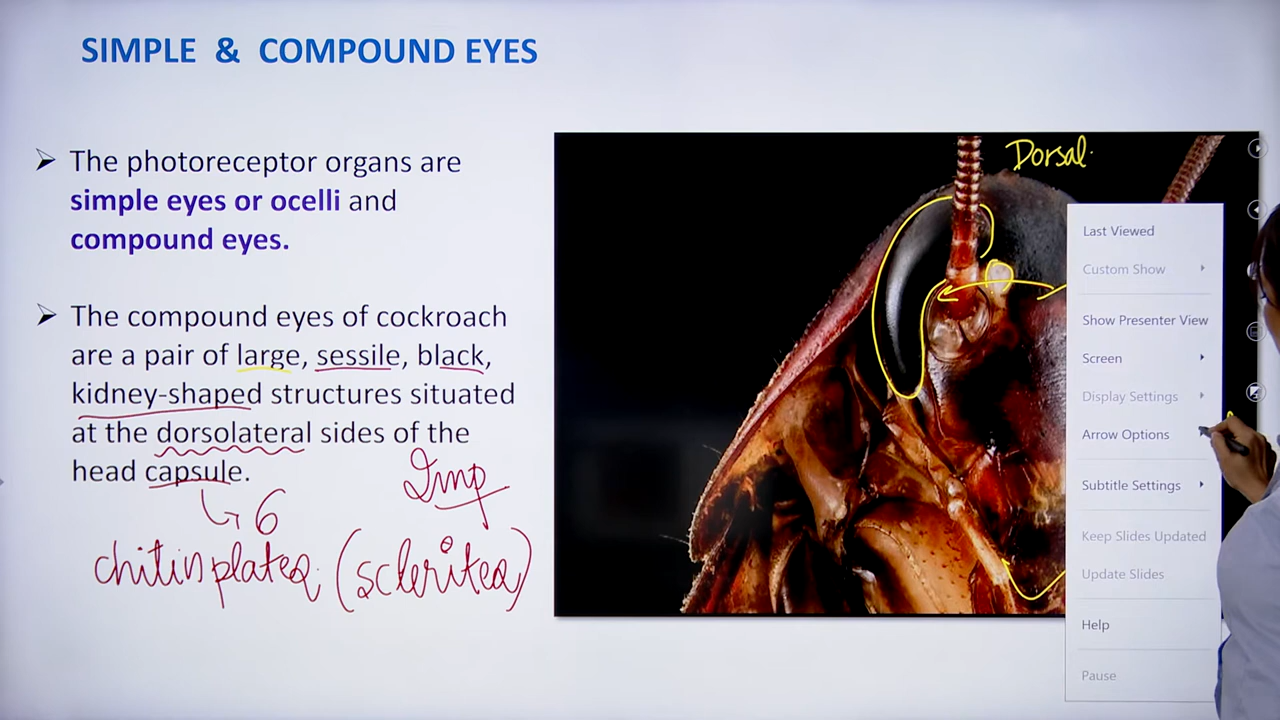 SIMPLE & COMPOUND EYES
The photoreceptor organs are
simple eyes or ocelli and
compound eyes.
The compound eyes of cockroach
are a pair of large, sessile, black,
kidney-shaped structures situated
at the dorsolateral sides of the
head capsule.
Imp
6
chitin plates (sclerites)
Dorsal
Last Viewed
Custom Show
Show Presenter View
Screen
Display Settings
Arrow Options
Subtitle Settings
Keep Slides Updated
Update Slides
Help
Pause